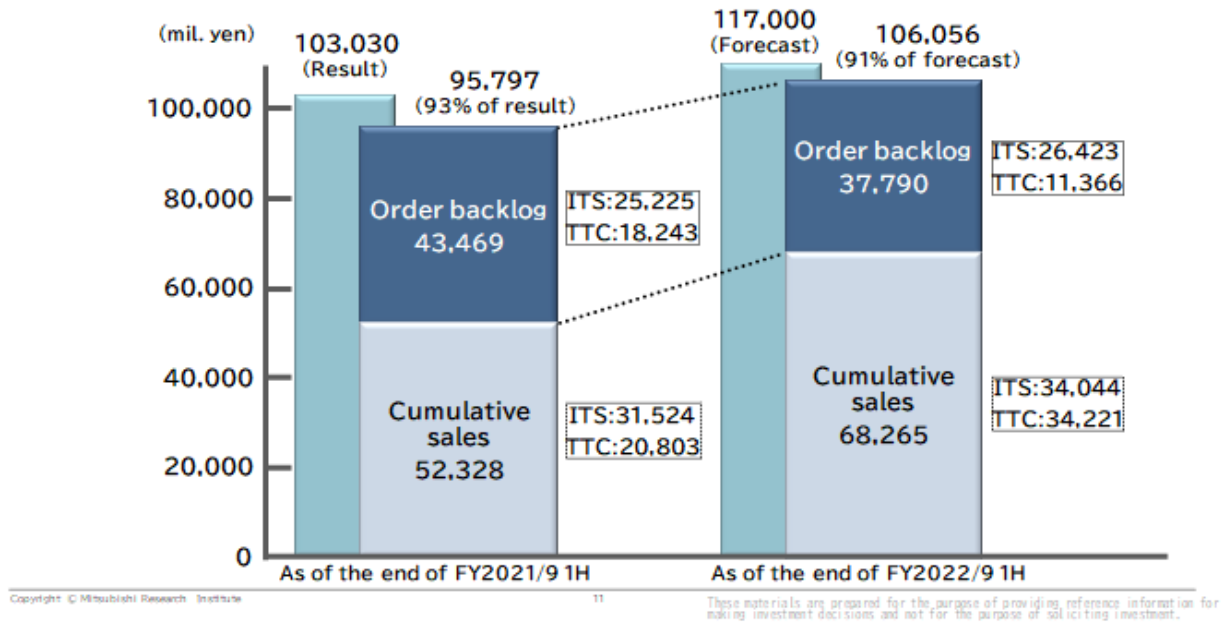 (mil. yen)
103,030
(Result)
95,797
(93% of result)
117,000
(Forecast)
106,056
(91% of forecast)
100,000
80,000
60,000
40,000
20,000
0
Order backlog
43,469
ITS:25,225
TTC:18,243
Cumulative
sales
52,328
ITS:31,524
TTC:20,803
Order backlog
37,790
ITS:26,423
TTC:11,366
Cumulative
sales
68,265
ITS:34,044
TTC:34,221
As of the end of FY2021/9 1H
As of the end of FY2022/9 1H
Copyright © Mitsubishi Research Institute
11
These materials are prepared for the purpose of providing reference information for
making investment decisions and not for the purpose of soliciting investment.